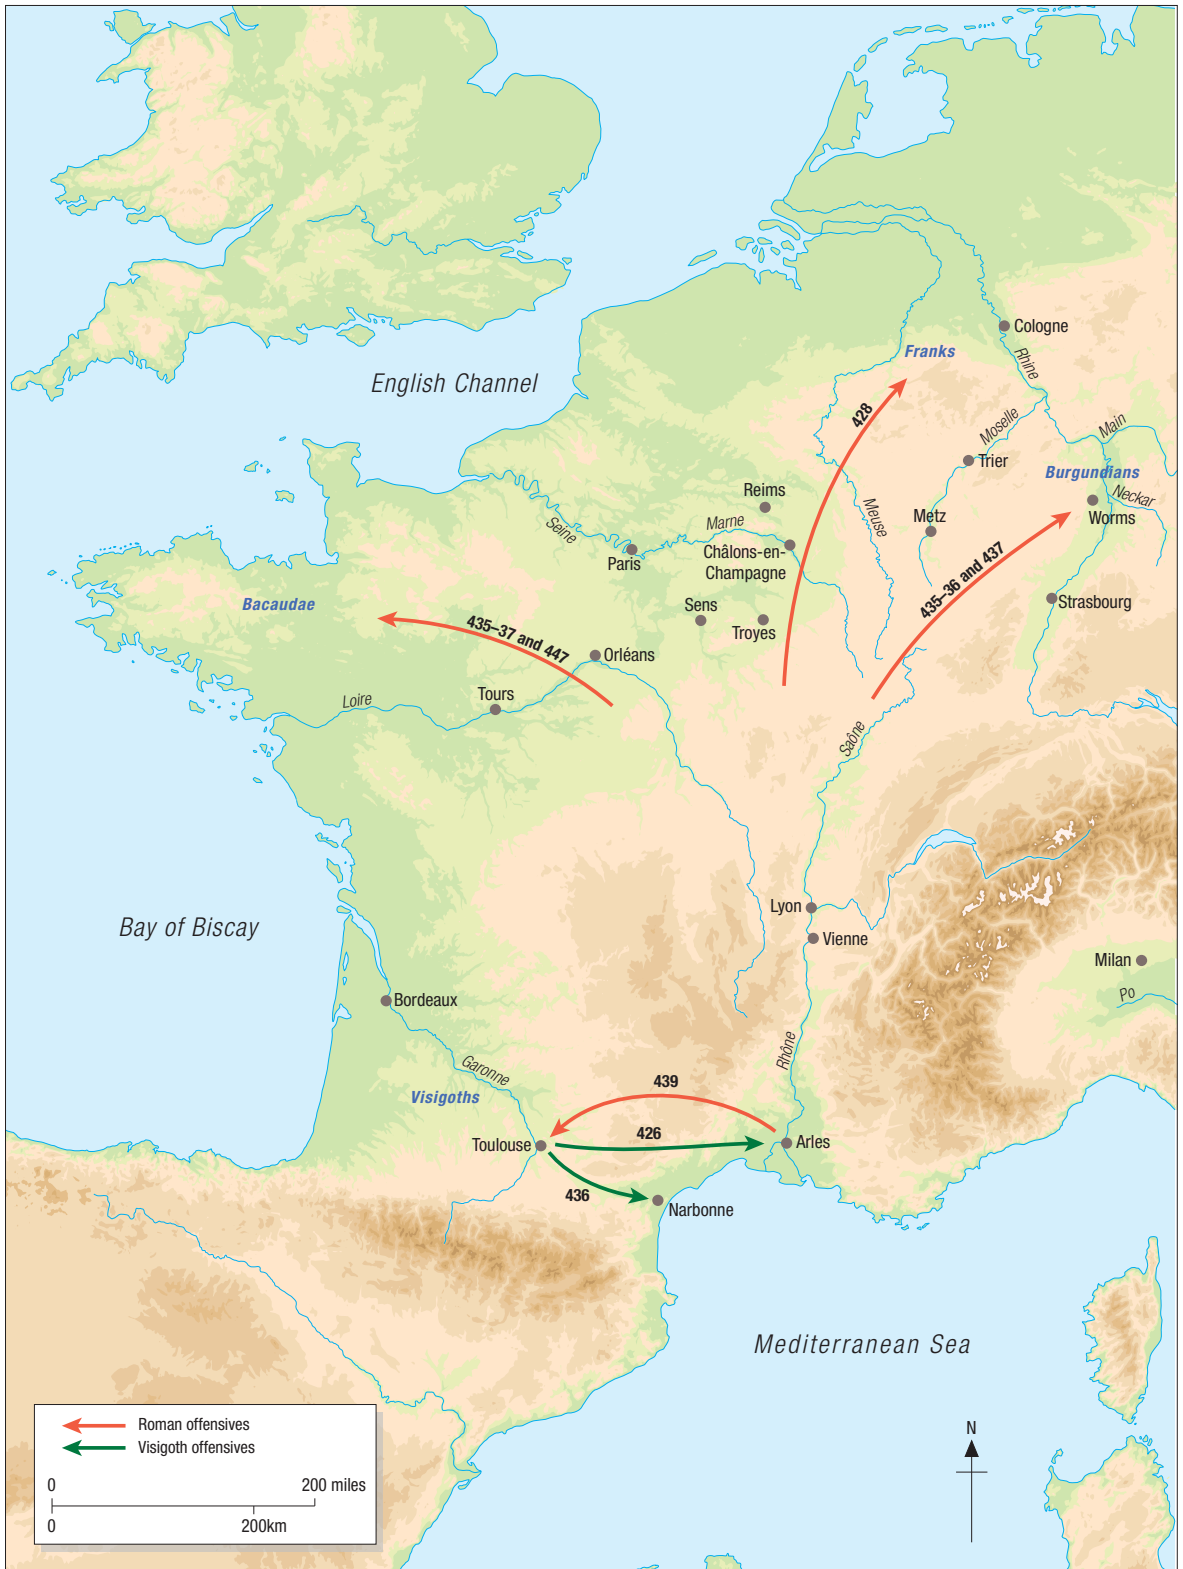 Cologne
Franks
Rhine
English Channel
428
Moselle
Main
Trier
Burgundians
Reims
Neckar
Meuse
Metz
Worms
Seine
Marne
Paris
Châlons-en-
Champagne
435–36 and 437
Bacaudae
Sens
Strasbourg
435–37 and 447
Troyes
Orléans
Tours
Loire
Saône
Lyon
Bay of Biscay
Vienne
Milan
Po
Bordeaux
Rhône
Garonne
439
Visigoths
426
Toulouse
Arles
436
Narbonne
Mediterranean Sea
Roman offensives
N
Visigoth offensives
0 200 miles
0 200km